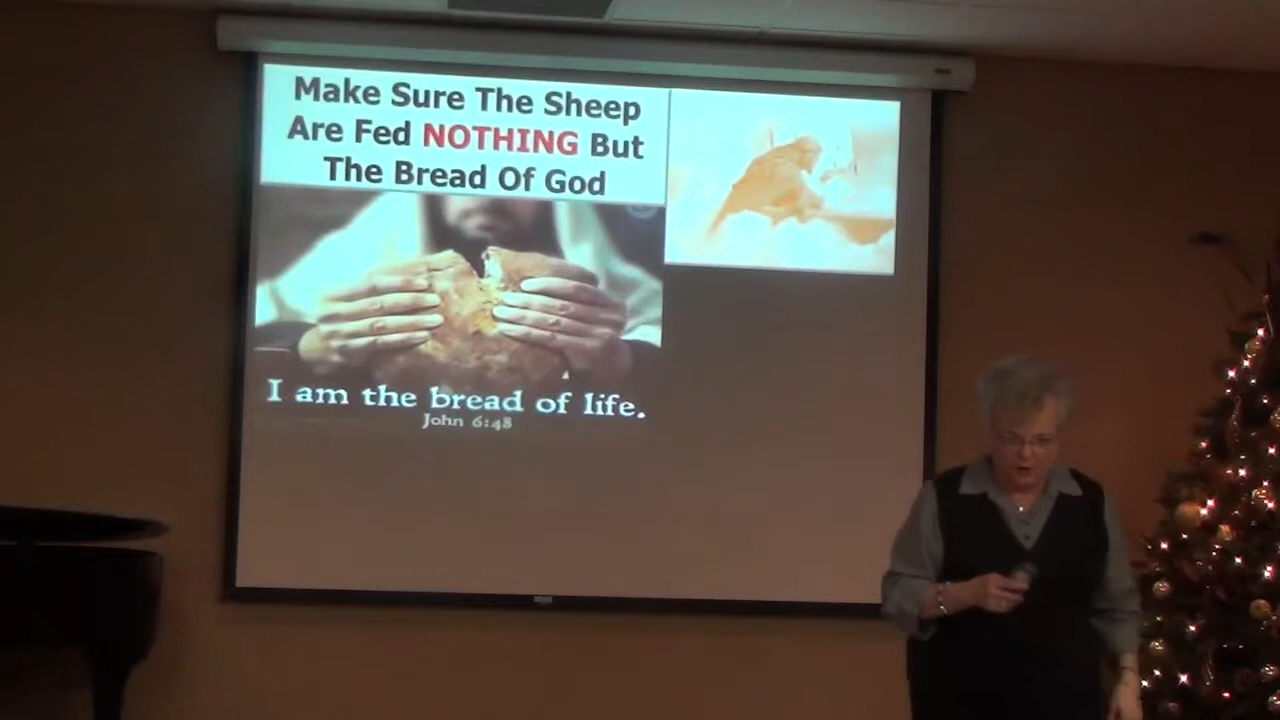 Make Sure The Sheep
Are Fed NOTHING But
The Bread Of God
I am the bread of life.
John 6:48